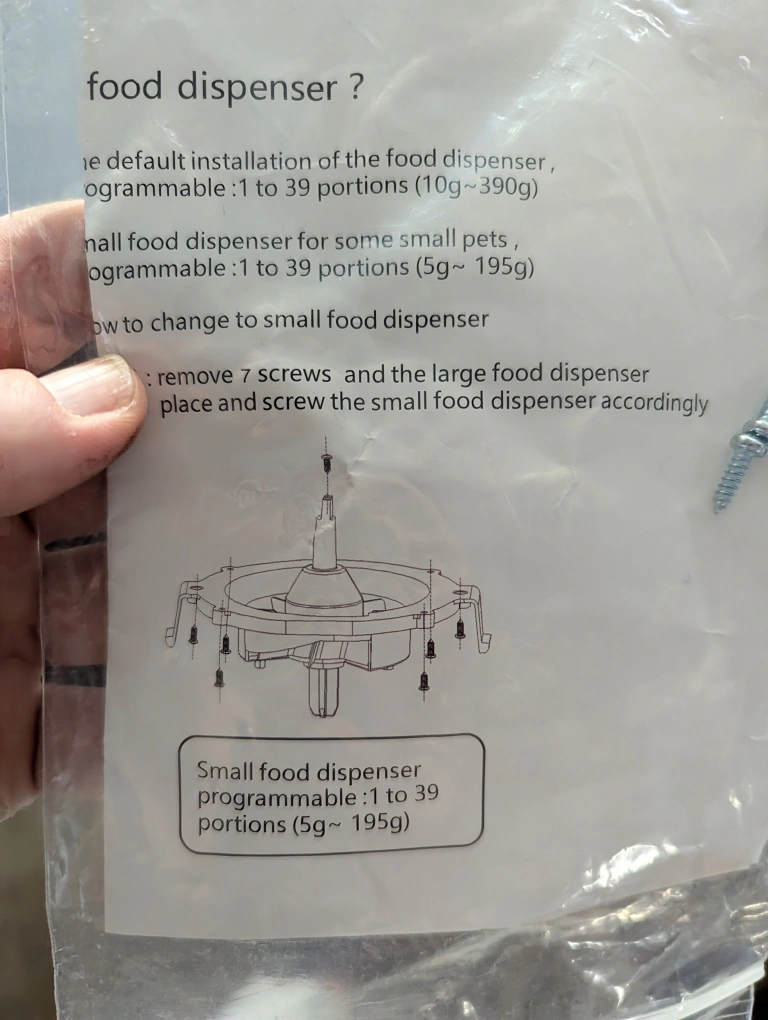 food dispenser ?
he default installation of the food dispenser,
ogrammable :1 to 39 portions (10g~390g)
mall food dispenser for some small pets ,
ogrammable :1 to 39 portions (5g~ 195g)
ow to change to small food dispenser
: remove 7 screws and the large food dispenser
place and screw the small food dispenser accordingly
Small food dispenser
programmable :1 to 39
portions (5g~ 195g)